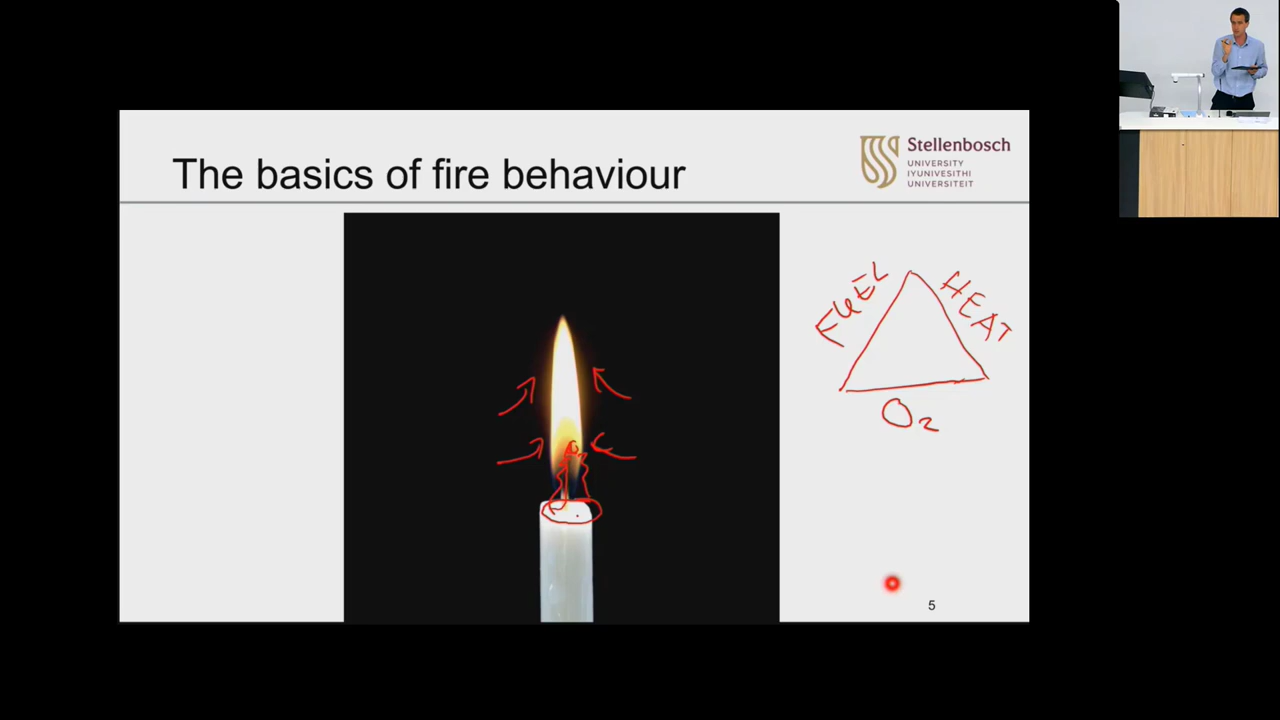 The basics of fire behaviour
Stellenbosch
UNIVERSITY
IYUNIVESITHI
UNIVERSITEIT
FUEL
HEAT
O2
5